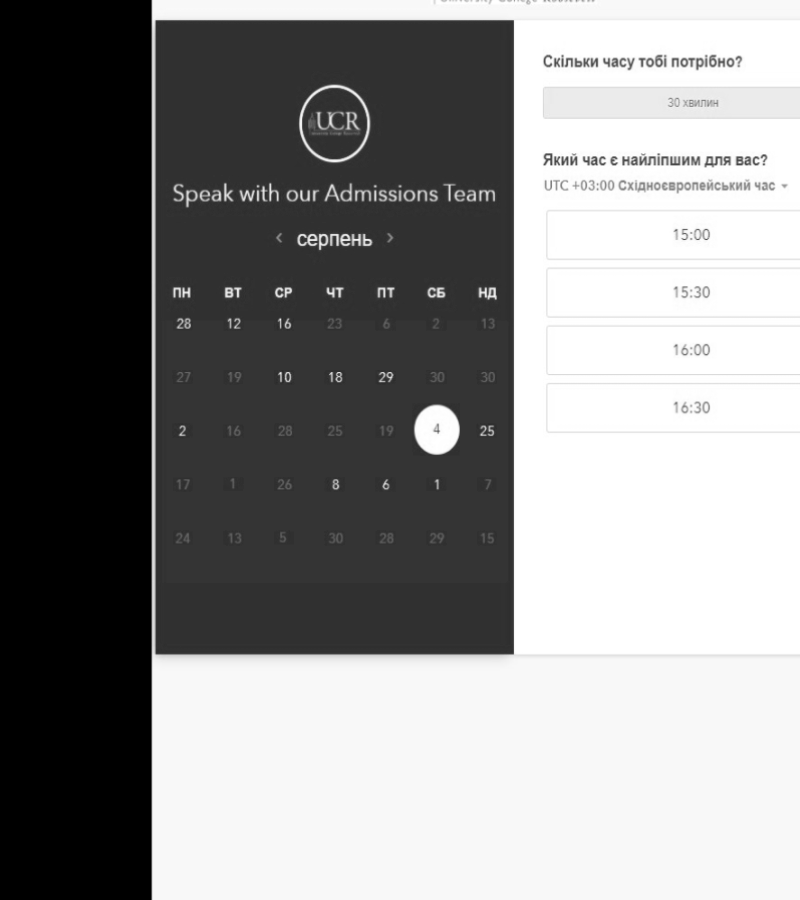 UCR
Speak with our Admissions Team
< серпень >
ПН ВТ СР ЧТ ПТ СБ НД
28 12 16 23 6 2 13
27 19 10 18 29 30 30
2 16 28 25 19 4 25
17 1 26 8 6 1 7
24 13 5 30 28 29 15
Скільки часу тобі потрібно?
30 хвилин
Який час є найліпшим для вас?
UTC +03:00 Східноєвропейський час
15:00
15:30
16:00
16:30